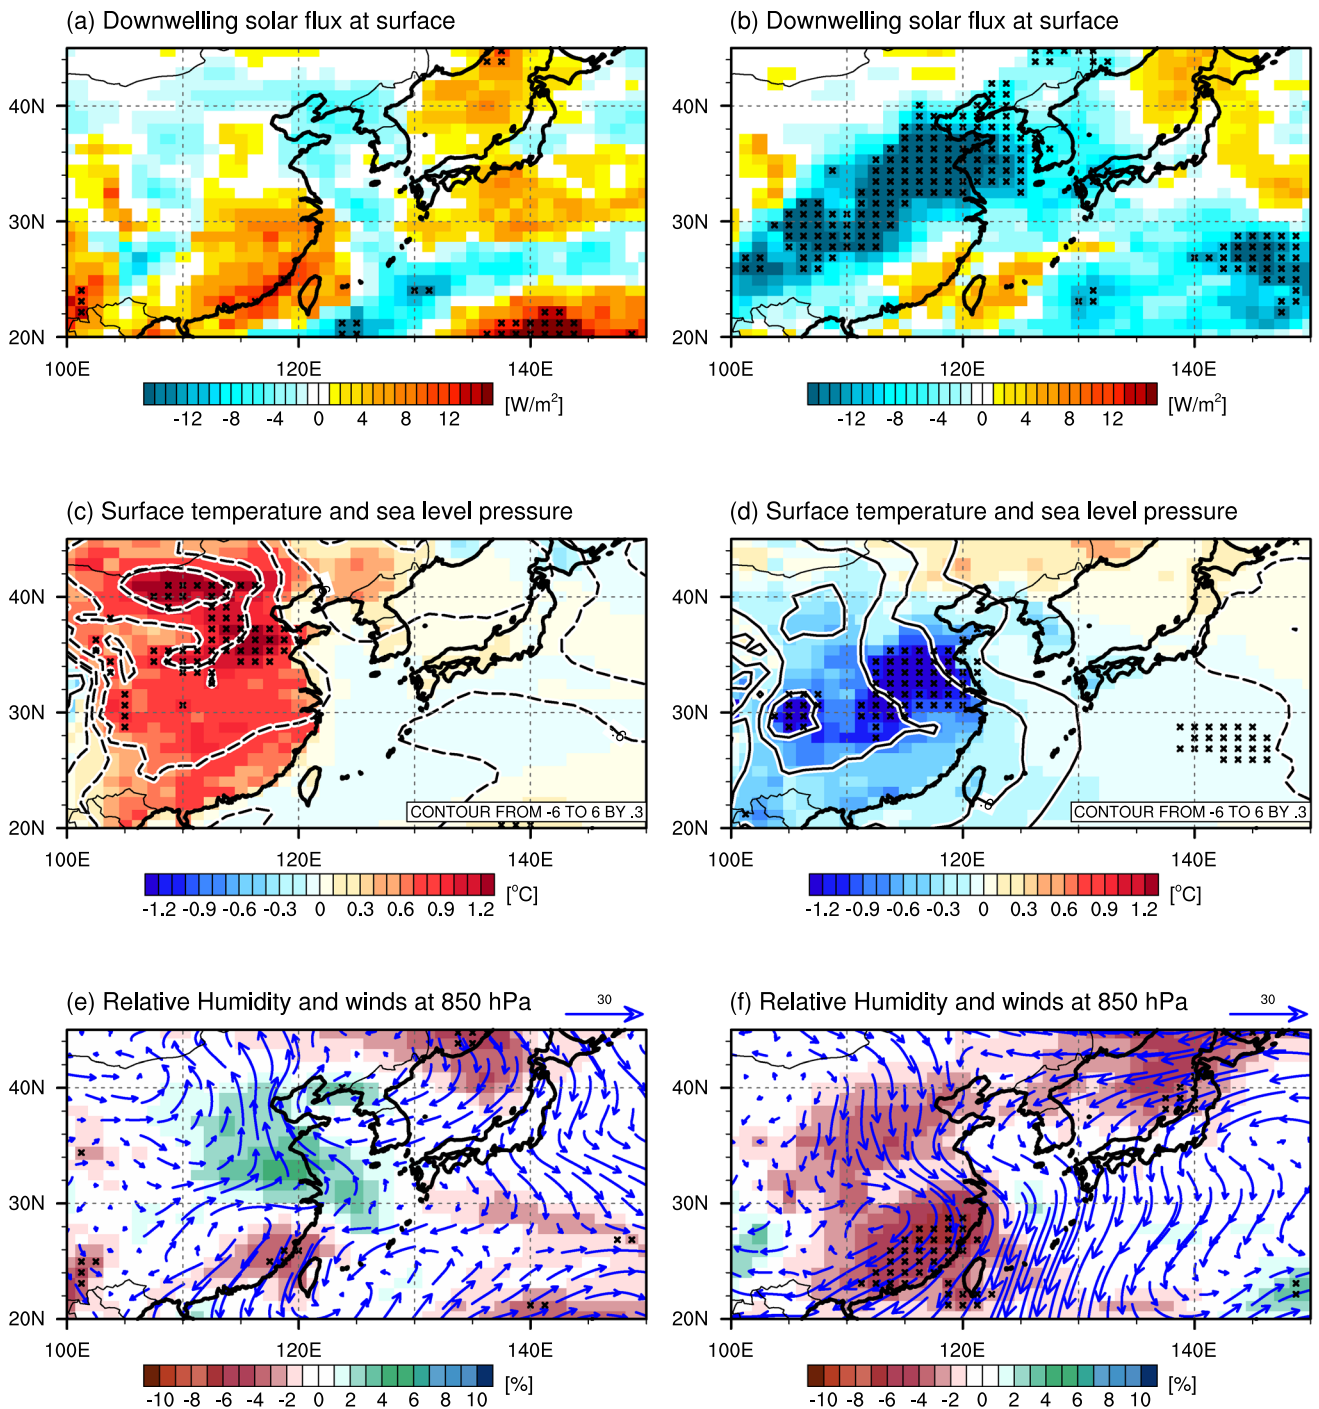 (a) Downwelling solar flux at surface
(b) Downwelling solar flux at surface
40N
30N
20N
100E 120E 140E
40N
30N
20N
100E 120E 140E
-12 -8 -4 0 4 8 12 [W/m2]
-12 -8 -4 0 4 8 12 [W/m2]
(c) Surface temperature and sea level pressure
(d) Surface temperature and sea level pressure
40N
30N
20N
0
0
CONTOUR FROM -6 TO 6 BY .3
100E 120E 140E
40N
30N
20N
0
CONTOUR FROM -6 TO 6 BY .3
100E 120E 140E
-1.2 -0.9 -0.6 -0.3 0 0.3 0.6 0.9 1.2 [°C]
-1.2 -0.9 -0.6 -0.3 0 0.3 0.6 0.9 1.2 [°C]
(e) Relative Humidity and winds at 850 hPa
30
(f) Relative Humidity and winds at 850 hPa
30
40N
30N
20N
100E 120E 140E
40N
30N
20N
100E 120E 140E
-10 -8 -6 -4 -2 0 2 4 6 8 10 [%]
-10 -8 -6 -4 -2 0 2 4 6 8 10 [%]